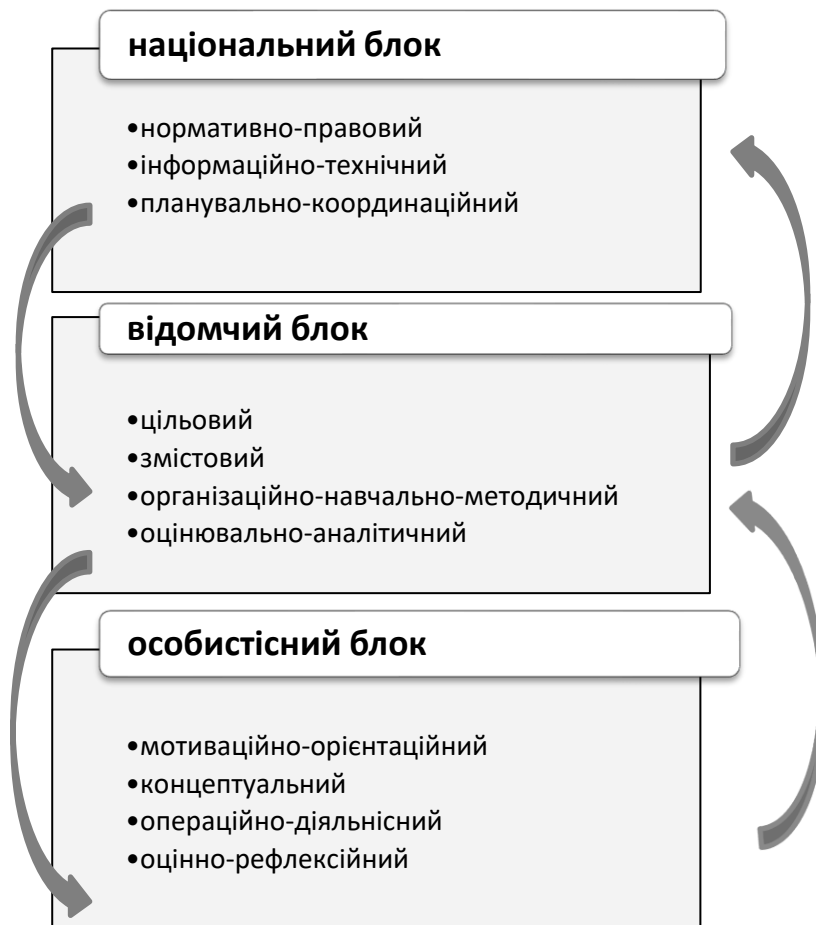 національний блок
•нормативно-правовий
•інформаційно-технічний
•планувально-координаційний
відомчий блок
•цільовий
•змістовий
•організаційно-навчально-методичний
•оцінювально-аналітичний
особистісний блок
•мотиваційно-орієнтаційний
•концептуальний
•операційно-діяльнісний
•оцінно-рефлексійний